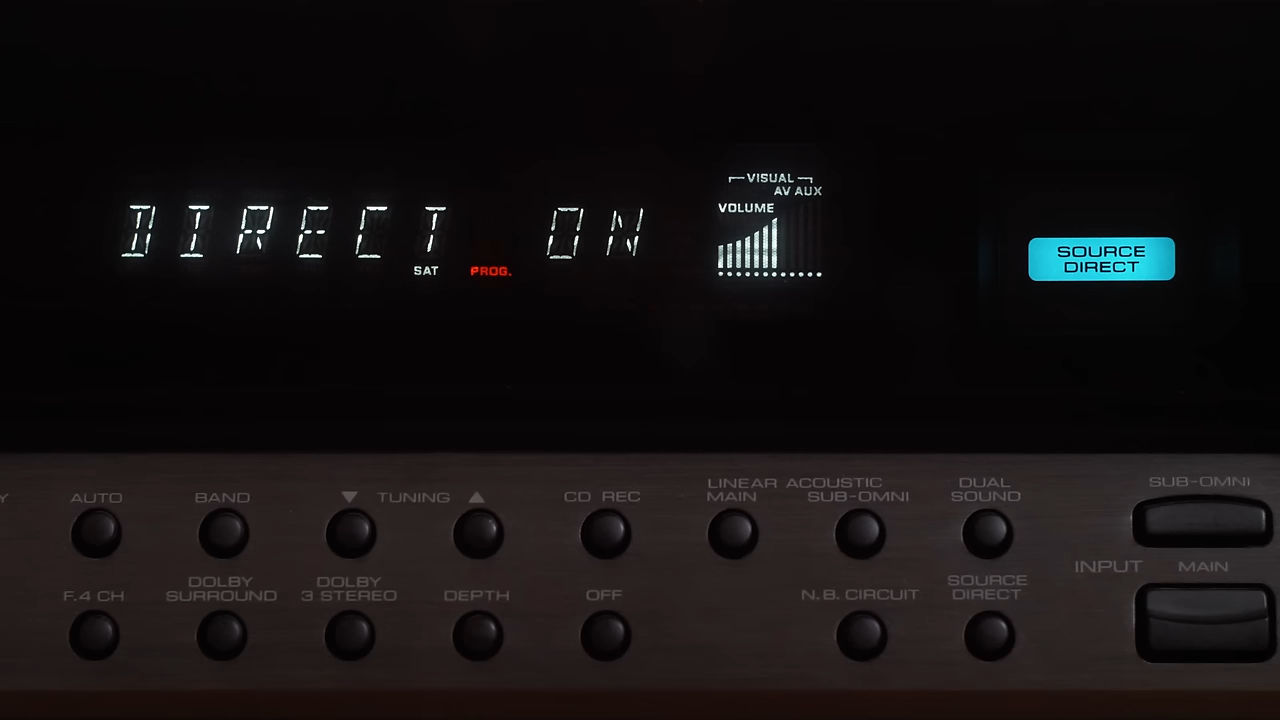 VISUAL
AV AUX
VOLUME
DIRECT ON
SAT PROG.
SOURCE
DIRECT
Y AUTO BAND TUNING CD REC
LINEAR ACOUSTIC
MAIN SUB-OMNI
DUAL
SOUND
SUB-OMNI
INPUT MAIN
F.4 CH
DOLBY
SURROUND
DOLBY
3 STEREO
DEPTH
OFF
N.B. CIRCUIT
SOURCE
DIRECT